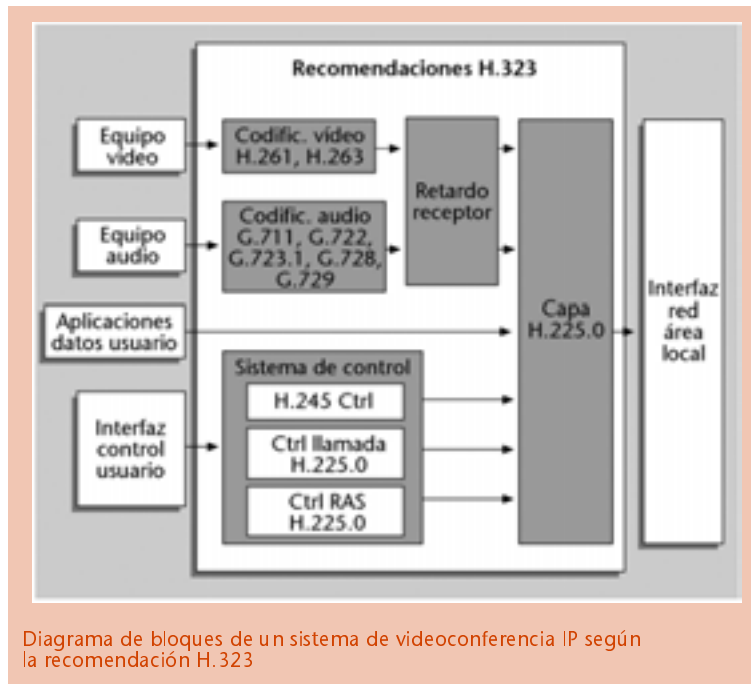 Recomendaciones H.323
Equipo
vídeo
Codific. vídeo
H.261, H.263
Retardo
receptor
Equipo
audio
Codific. audio
G.711, G.722,
G.723.1, G.728,
G.729
Aplicaciones
datos usuario
Capa
H.225.0
Interfaz
red
área
local
Interfaz
control
usuario
Sistema de control
H.245 Ctrl
Ctrl llamada
H.225.0
Ctrl RAS
H.225.0
Diagrama de bloques de un sistema de videoconferencia IP según
la recomendación H.323